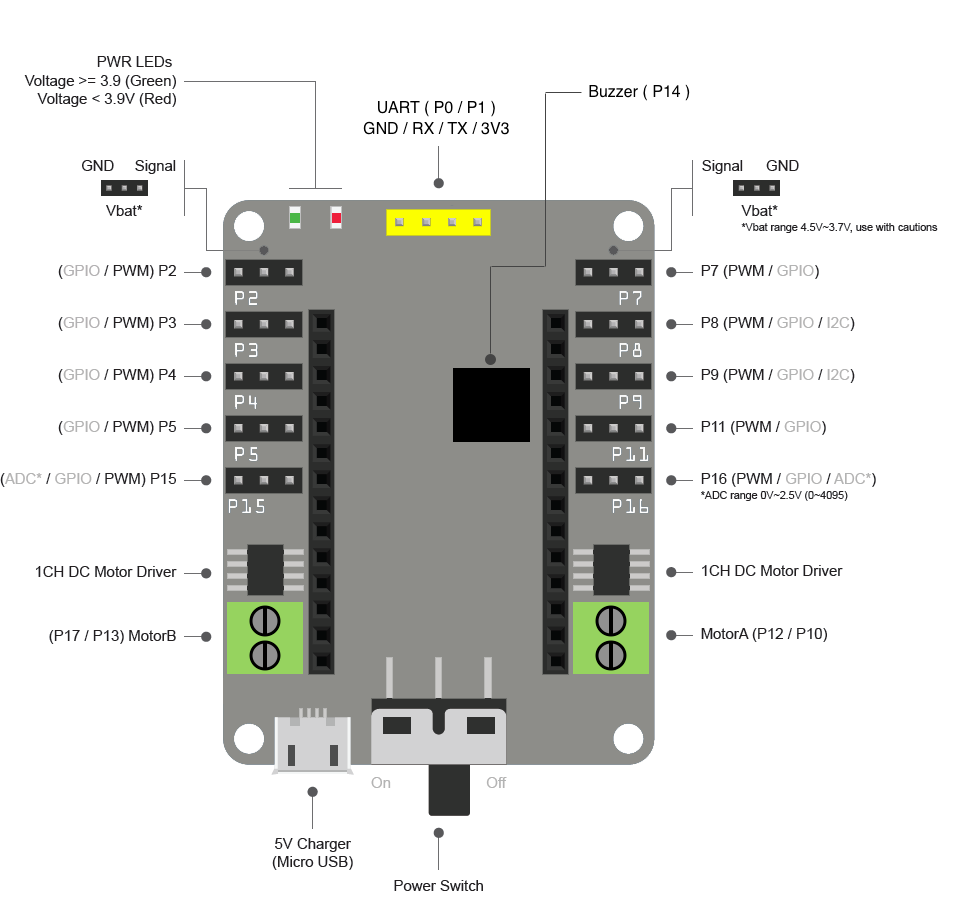 PWR LEDs
Voltage >= 3.9 (Green)
Voltage < 3.9V (Red)
Buzzer ( P14 )
UART ( P0 / P1 )
GND / RX / TX / 3V3
GND Signal
Vbat*
Signal GND
Vbat*
*Vbat range 4.5V~3.7V, use with cautions
(GPIO / PWM) P2
P7 (PWM / GPIO)
P2
P7
(GPIO / PWM) P3
P8 (PWM / GPIO / I2C)
P3
P8
(GPIO / PWM) P4
P9 (PWM / GPIO / I2C)
P4
P9
(GPIO / PWM) P5
P11 (PWM / GPIO)
P5
P11
(ADC* / GPIO / PWM) P15
P16 (PWM / GPIO / ADC*)
*ADC range 0V~2.5V (0~4095)
P15
P16
1CH DC Motor Driver
1CH DC Motor Driver
(P17 / P13) MotorB
MotorA (P12 / P10)
On
Off
5V Charger
(Micro USB)
Power Switch